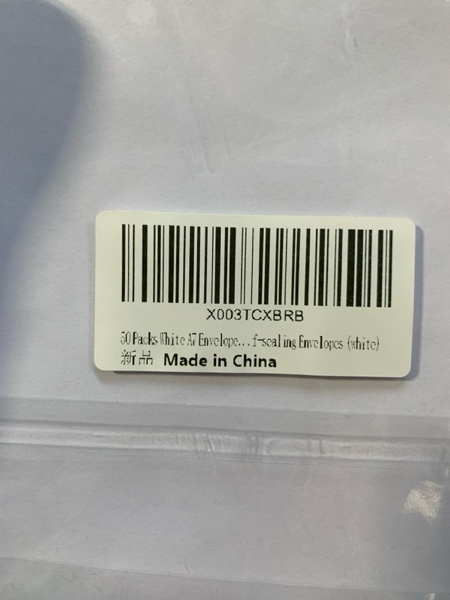 X003TCXBRB
50 Packs White A7 Envelope...f-sealing Envelopes (white)
新品 Made in China